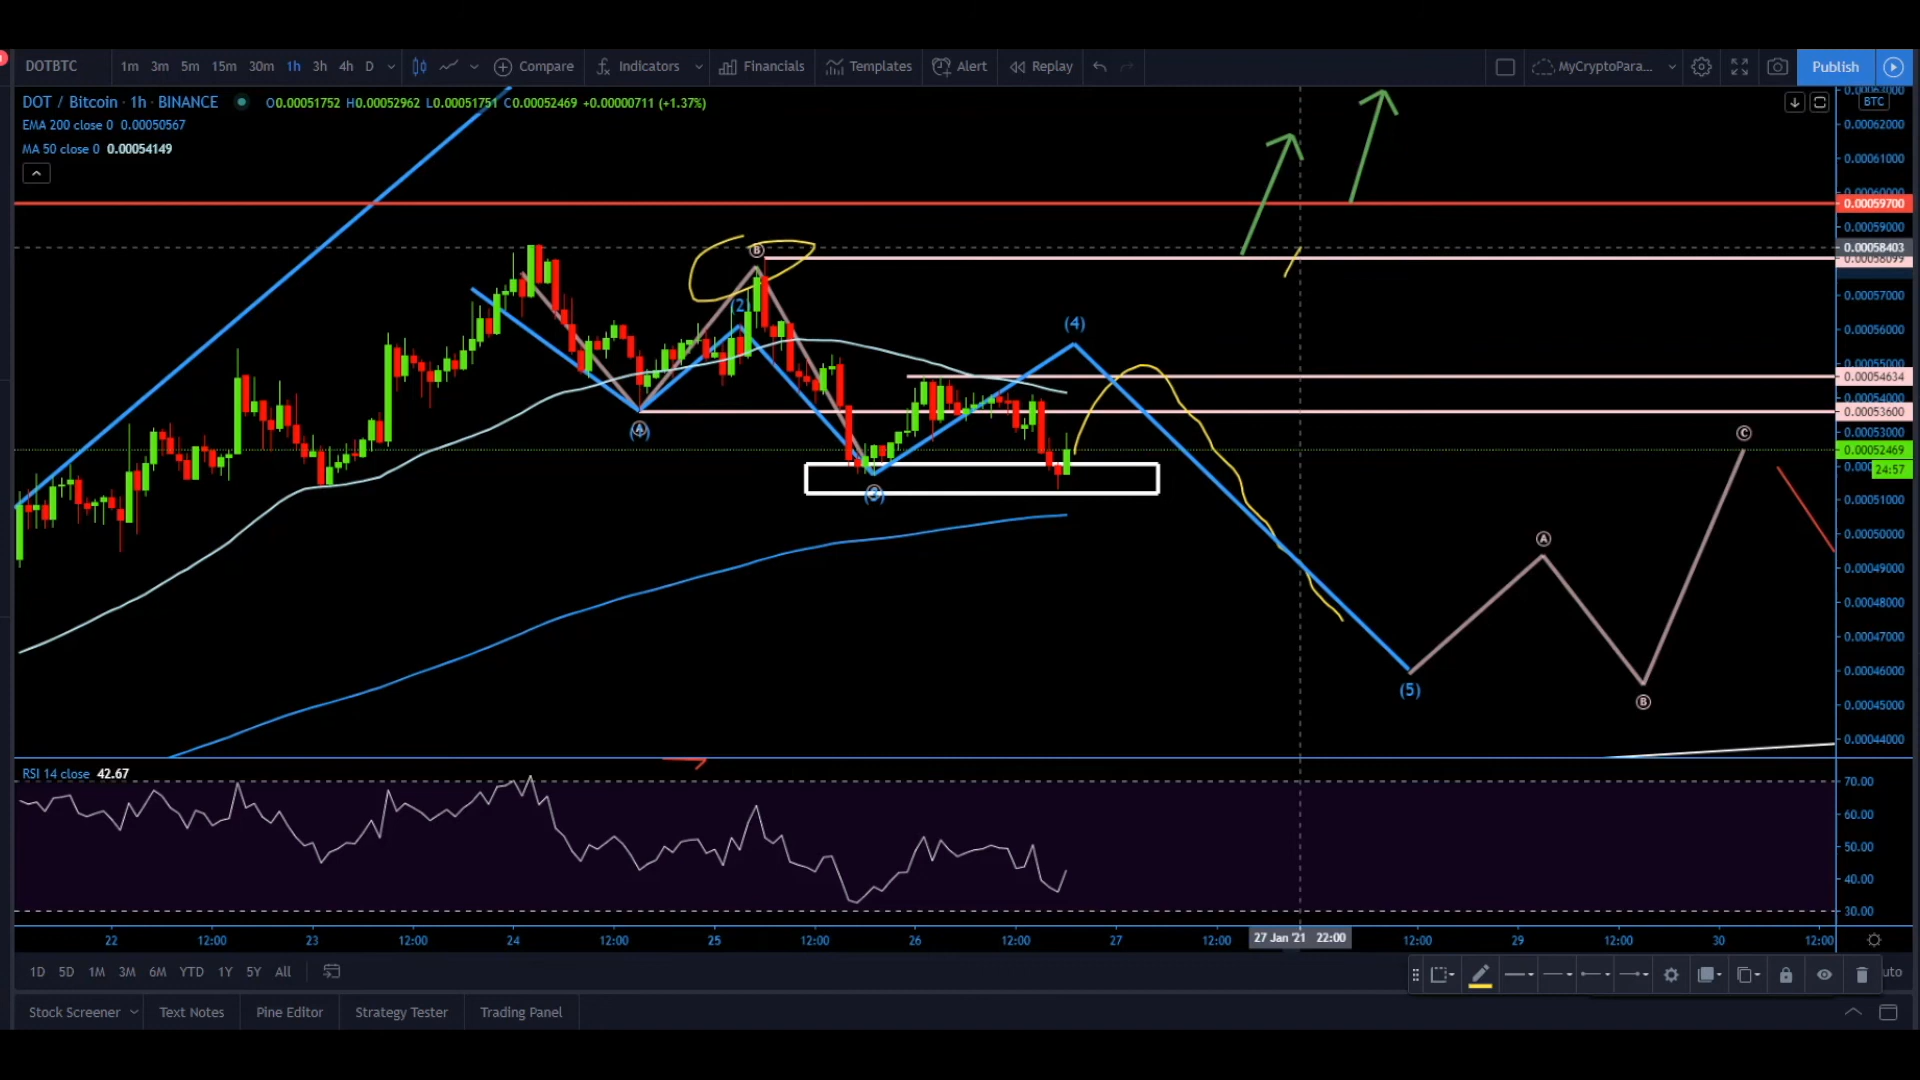 DOTBTC 1m 3m 5m 15m 30m 1h 3h 4h D Compare Indicators Financials Templates Alert Replay MyCryptoPara... Publish
DOT / Bitcoin · 1h · BINANCE O0.00051752 H0.00052962 L0.00051751 C0.00052469 +0.00000711 (+1.37%)
BTC
EMA 200 close 0 0.00050567
MA 50 close 0 0.00054149
0.00062000
0.00061000
0.00059700
0.00059000
0.00058403
0.00058099
0.00057000
0.00056000
0.00055000
0.00054634
0.00054000
0.00053600
0.00053000
0.00052469
24:57
0.00051000
0.00050000
0.00049000
0.00048000
0.00047000
0.00046000
0.00045000
0.00044000
B
(2)
(4)
A
C
A
(5)
B
RSI 14 close 42.67
70.00
60.00
50.00
40.00
30.00
22 12:00 23 12:00 24 12:00 25 12:00 26 12:00 27 12:00 27 Jan '21 22:00 12:00 29 12:00 30 12:00
1D 5D 1M 3M 6M YTD 1Y 5Y All
uto
Stock Screener Text Notes Pine Editor Strategy Tester Trading Panel